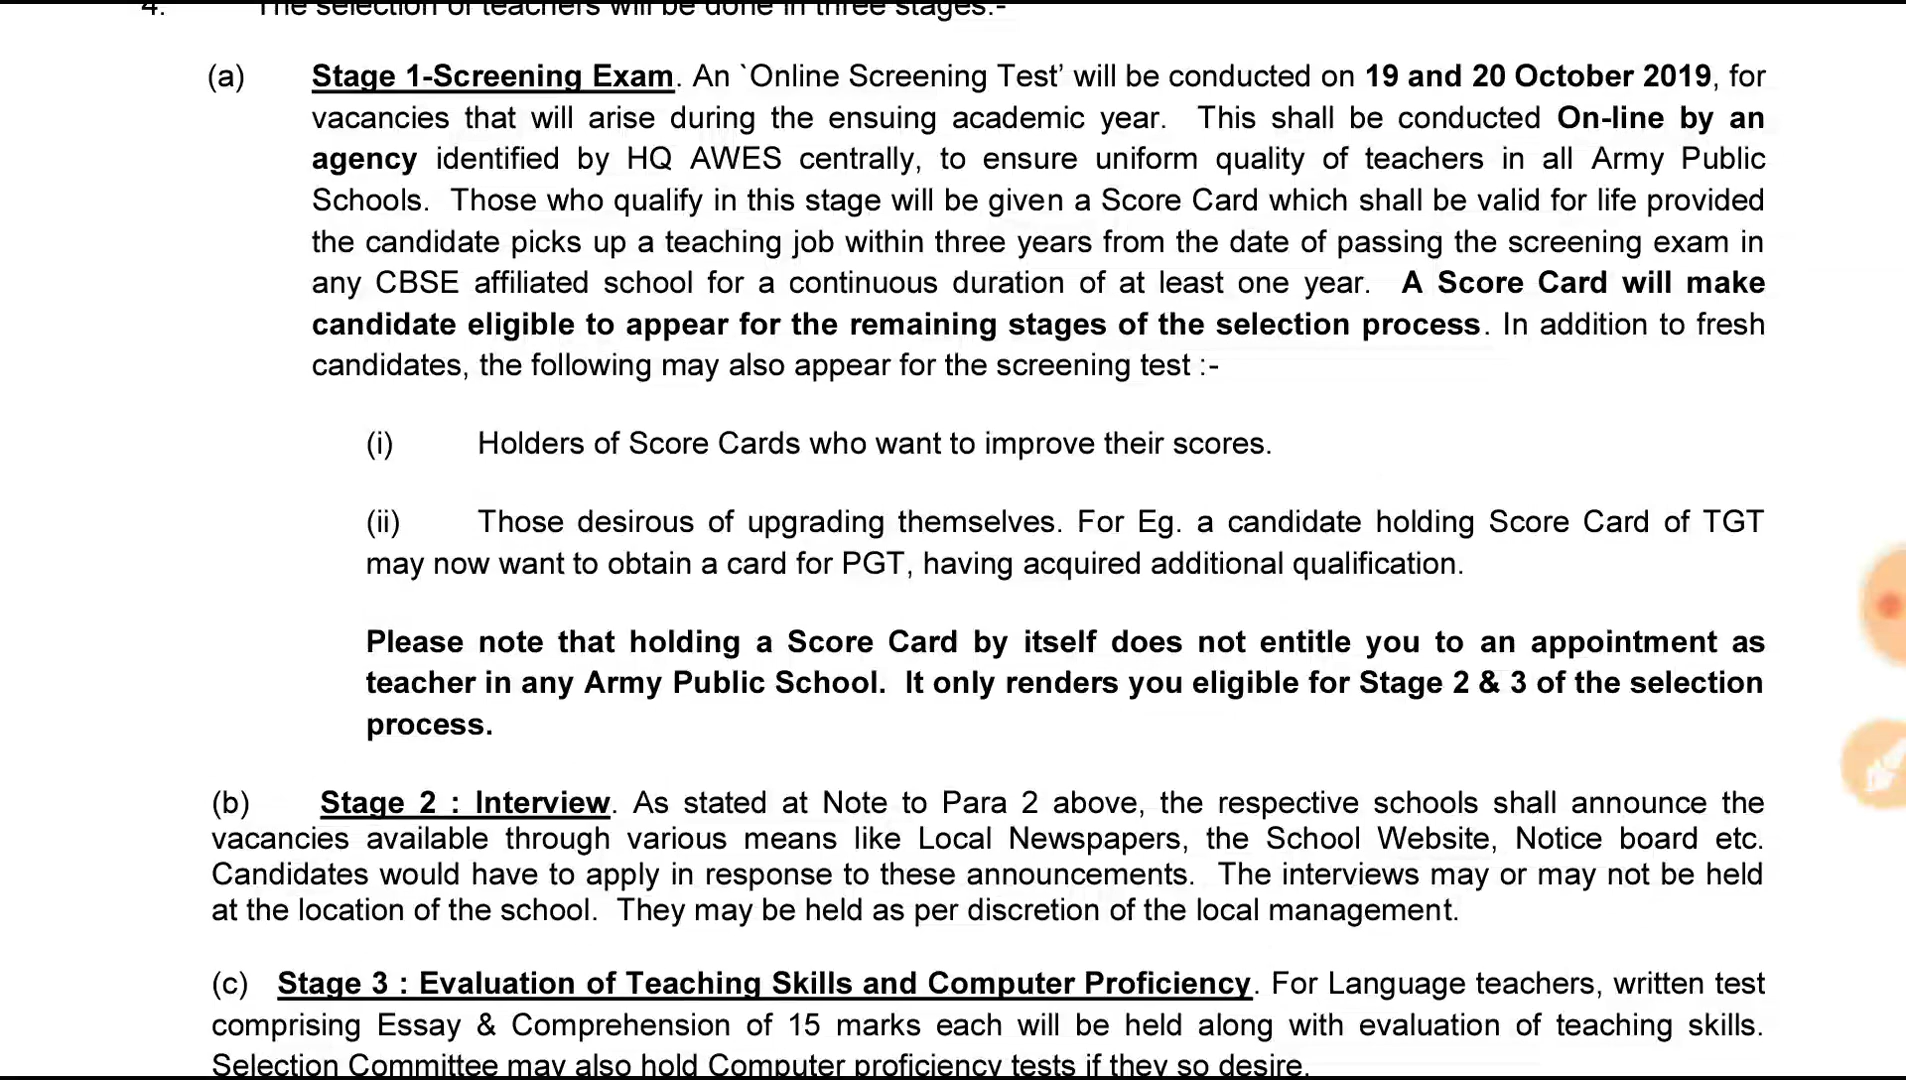 4. The selection of teachers will be done in three stages:-
(a) Stage 1-Screening Exam. An `Online Screening Test’ will be conducted on 19 and 20 October 2019, for
vacancies that will arise during the ensuing academic year. This shall be conducted On-line by an
agency identified by HQ AWES centrally, to ensure uniform quality of teachers in all Army Public
Schools. Those who qualify in this stage will be given a Score Card which shall be valid for life provided
the candidate picks up a teaching job within three years from the date of passing the screening exam in
any CBSE affiliated school for a continuous duration of at least one year. A Score Card will make
candidate eligible to appear for the remaining stages of the selection process. In addition to fresh
candidates, the following may also appear for the screening test :-
(i) Holders of Score Cards who want to improve their scores.
(ii) Those desirous of upgrading themselves. For Eg. a candidate holding Score Card of TGT
may now want to obtain a card for PGT, having acquired additional qualification.
Please note that holding a Score Card by itself does not entitle you to an appointment as
teacher in any Army Public School. It only renders you eligible for Stage 2 & 3 of the selection
process.
(b) Stage 2 : Interview. As stated at Note to Para 2 above, the respective schools shall announce the
vacancies available through various means like Local Newspapers, the School Website, Notice board etc.
Candidates would have to apply in response to these announcements. The interviews may or may not be held
at the location of the school. They may be held as per discretion of the local management.
(c) Stage 3 : Evaluation of Teaching Skills and Computer Proficiency. For Language teachers, written test
comprising Essay & Comprehension of 15 marks each will be held along with evaluation of teaching skills.
Selection Committee may also hold Computer proficiency tests if they so desire.